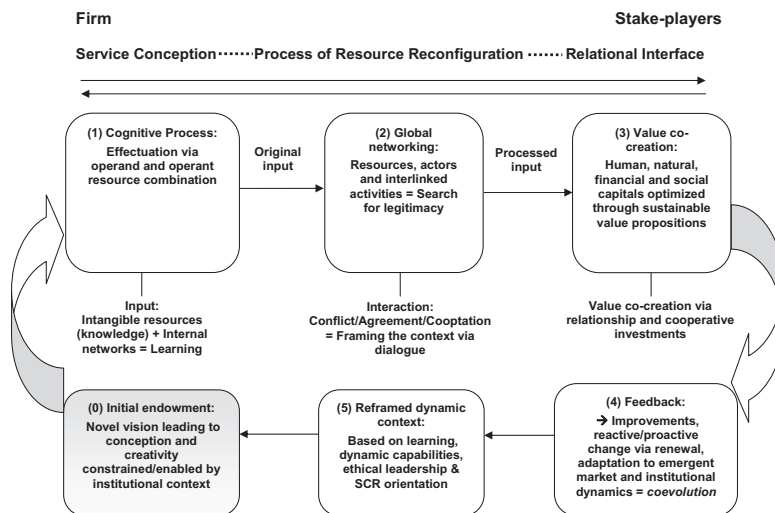 Firm
Stake-players
Service Conception ······ Process of Resource Reconfiguration ······ Relational Interface
(1) Cognitive Process:
Effectuation via
operand and operant
resource combination
Original
input
(2) Global
networking:
Resources, actors
and interlinked
activities = Search
for legitimacy
Processed
input
(3) Value co-
creation:
Human, natural,
financial and social
capitals optimized
through sustainable
value propositions
Input:
Intangible resources
(knowledge) + Internal
networks = Learning
Interaction:
Conflict/Agreement/Cooptation
= Framing the context via
dialogue
Value co-creation via
relationship and cooperative
investments
(0) Initial endowment:
Novel vision leading to
conception and
creativity
constrained/enabled by
institutional context
(5) Reframed dynamic
context:
Based on learning,
dynamic capabilities,
ethical leadership &
SCR orientation
(4) Feedback:
→ Improvements,
reactive/proactive
change via renewal,
adaptation to emergent
market and institutional
dynamics = coevolution